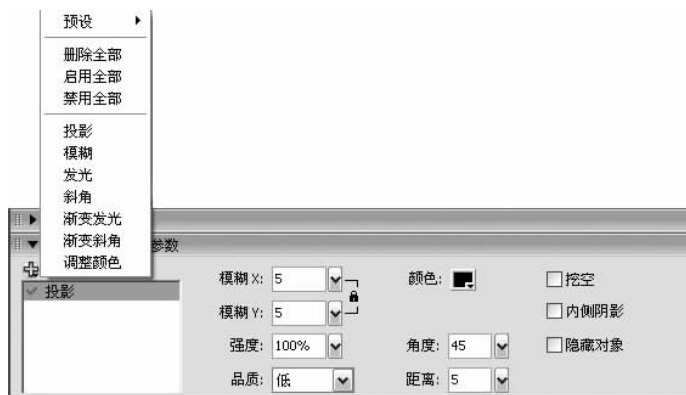 预设
删除全部
启用全部
禁用全部
投影
模糊
发光
斜角
渐变发光
渐变斜角
调整颜色
参数
投影
模糊 X: 5
颜色:
挖空
模糊 Y: 5
内侧阴影
强度: 100%
角度: 45
隐藏对象
品质: 低
距离: 5